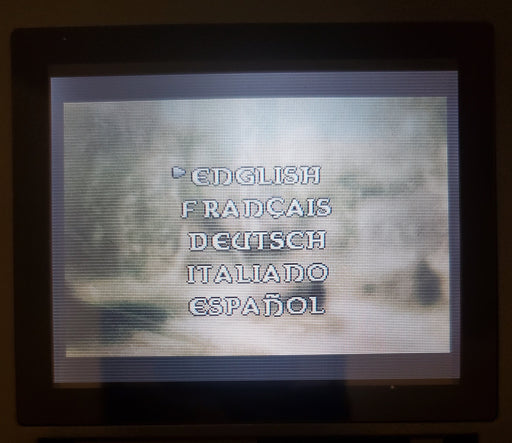 ENGLISH
FRANÇAIS
DEUTSCH
ITALIANO
ESPAÑOL